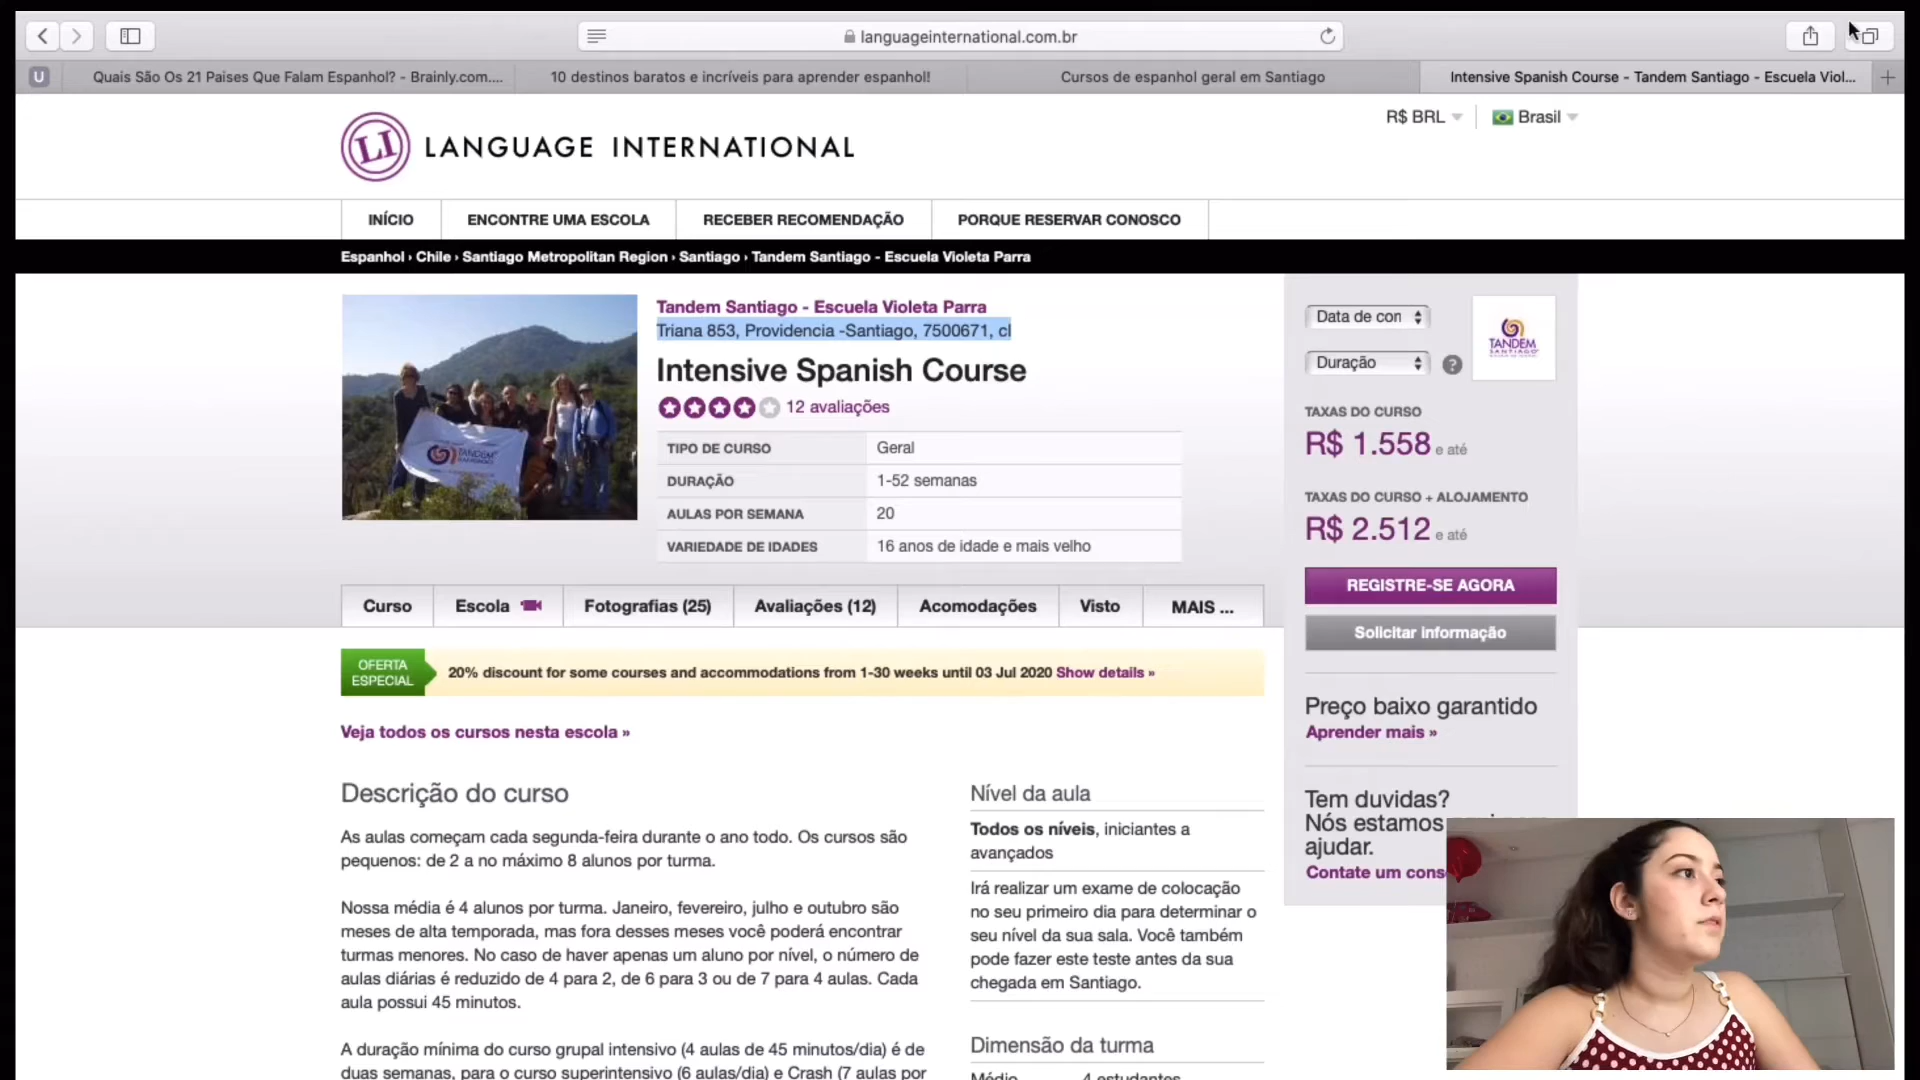 languageinternational.com.br
U
Quais São Os 21 Paises Que Falam Espanhol? - Brainly.com....
10 destinos baratos e incríveis para aprender espanhol!
Cursos de espanhol geral em Santiago
Intensive Spanish Course - Tandem Santiago - Escuela Viol...
R$ BRL
Brasil
LI LANGUAGE INTERNATIONAL
INÍCIO
ENCONTRE UMA ESCOLA
RECEBER RECOMENDAÇÃO
PORQUE RESERVAR CONOSCO
Espanhol › Chile › Santiago Metropolitan Region › Santiago › Tandem Santiago - Escuela Violeta Parra
Tandem Santiago - Escuela Violeta Parra
Triana 853, Providencia -Santiago, 7500671, cl
Intensive Spanish Course
12 avaliações
TIPO DE CURSO Geral
DURAÇÃO 1-52 semanas
AULAS POR SEMANA 20
VARIEDADE DE IDADES 16 anos de idade e mais velho
TANDEM
Data de con
Duração ?
TANDEM
SANTIAGO
TAXAS DO CURSO
R$ 1.558 e até
TAXAS DO CURSO + ALOJAMENTO
R$ 2.512 e até
REGISTRE-SE AGORA
Solicitar informação
Preço baixo garantido
Aprender mais »
Tem duvidas?
Nós estamos
ajudar.
Contate um cons
Curso
Escola
Fotografias (25)
Avaliações (12)
Acomodações
Visto
MAIS ...
OFERTA
ESPECIAL
20% discount for some courses and accommodations from 1-30 weeks until 03 Jul 2020 Show details »
Veja todos os cursos nesta escola »
Descrição do curso
As aulas começam cada segunda-feira durante o ano todo. Os cursos são
pequenos: de 2 a no máximo 8 alunos por turma.
Nossa média é 4 alunos por turma. Janeiro, fevereiro, julho e outubro são
meses de alta temporada, mas fora desses meses você poderá encontrar
turmas menores. No caso de haver apenas um aluno por nível, o número de
aulas diárias é reduzido de 4 para 2, de 6 para 3 ou de 7 para 4 aulas. Cada
aula possui 45 minutos.
A duração mínima do curso grupal intensivo (4 aulas de 45 minutos/dia) é de
duas semanas, para o curso superintensivo (6 aulas/dia) e Crash (7 aulas por
Nível da aula
Todos os níveis, iniciantes a
avançados
Irá realizar um exame de colocação
no seu primeiro dia para determinar o
seu nível da sua sala. Você também
pode fazer este teste antes da sua
chegada em Santiago.
Dimensão da turma
Médio 4 estudantes